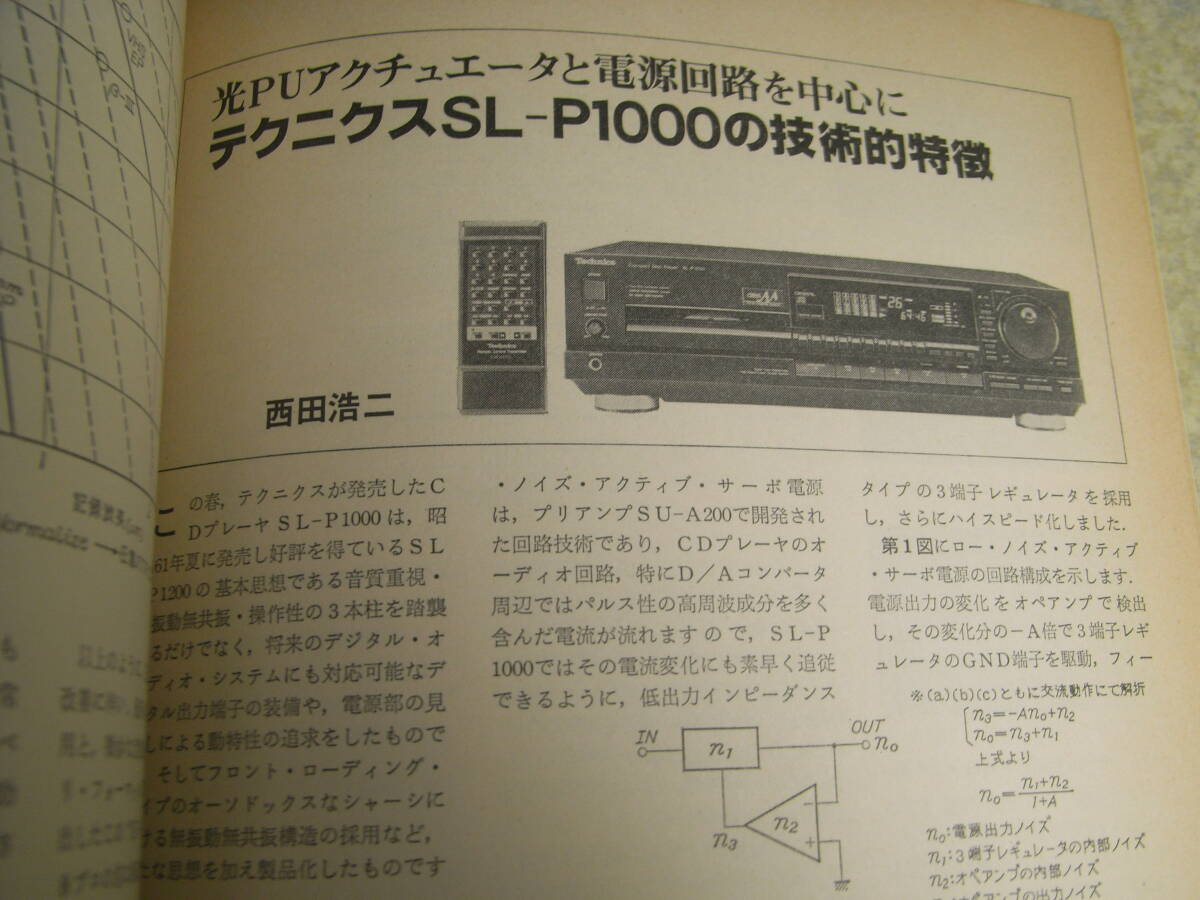 光PUアクチュエータと電源回路を中心に
テクニクスSL-P1000の技術的特徴
Technics
Technics
西田浩二
この春，テクニクスが発売したC
DプレーヤSL-P1000は，昭
61年夏に発売し好評を得ているSL
P1200の基本思想である音質重視・
振動無共振・操作性の3本柱を踏襲
るだけでなく，将来のデジタル・オ
ディオ・システムにも対応可能なデ
タル出力端子の装備や，電源部の見
しによる動特性の追求をしたもので
そしてフロント・ローディング・
イプのオーソドックスなシャーシに
ける無振動無共振構造の採用など，
たな思想を加え製品化したものです
・ノイズ・アクティブ・サーボ電源
は，プリアンプSU-A200で開発され
た回路技術であり，CDプレーヤのオ
ーディオ回路，特にD/Aコンバータ
周辺ではパルス性の高周波成分を多く
含んだ電流が流れますので，SL-P
1000ではその電流変化にも素早く追従
できるように，低出力インピーダンス
タイプの3端子レギュレータを採用
し，さらにハイスピード化しました．
第1図にロー・ノイズ・アクティブ
・サーボ電源の回路構成を示します．
電源出力の変化をオペアンプで検出
し，その変化分の−A倍で3端子レギ
ュレータのGND端子を駆動，フィー
IN
n1
OUT
n0
n2
n3
−
+
※(a)(b)(c)ともに交流動作にて解析
n3=−An0+n2
n0=n3+n1
上式より
n0=(n1+n2)/(1+A)
n0:電源出力ノイズ
n1:3端子レギュレータの内部ノイズ
n2:オペアンプの内部ノイズ
オペアンプの出力ノイズ
以上のように